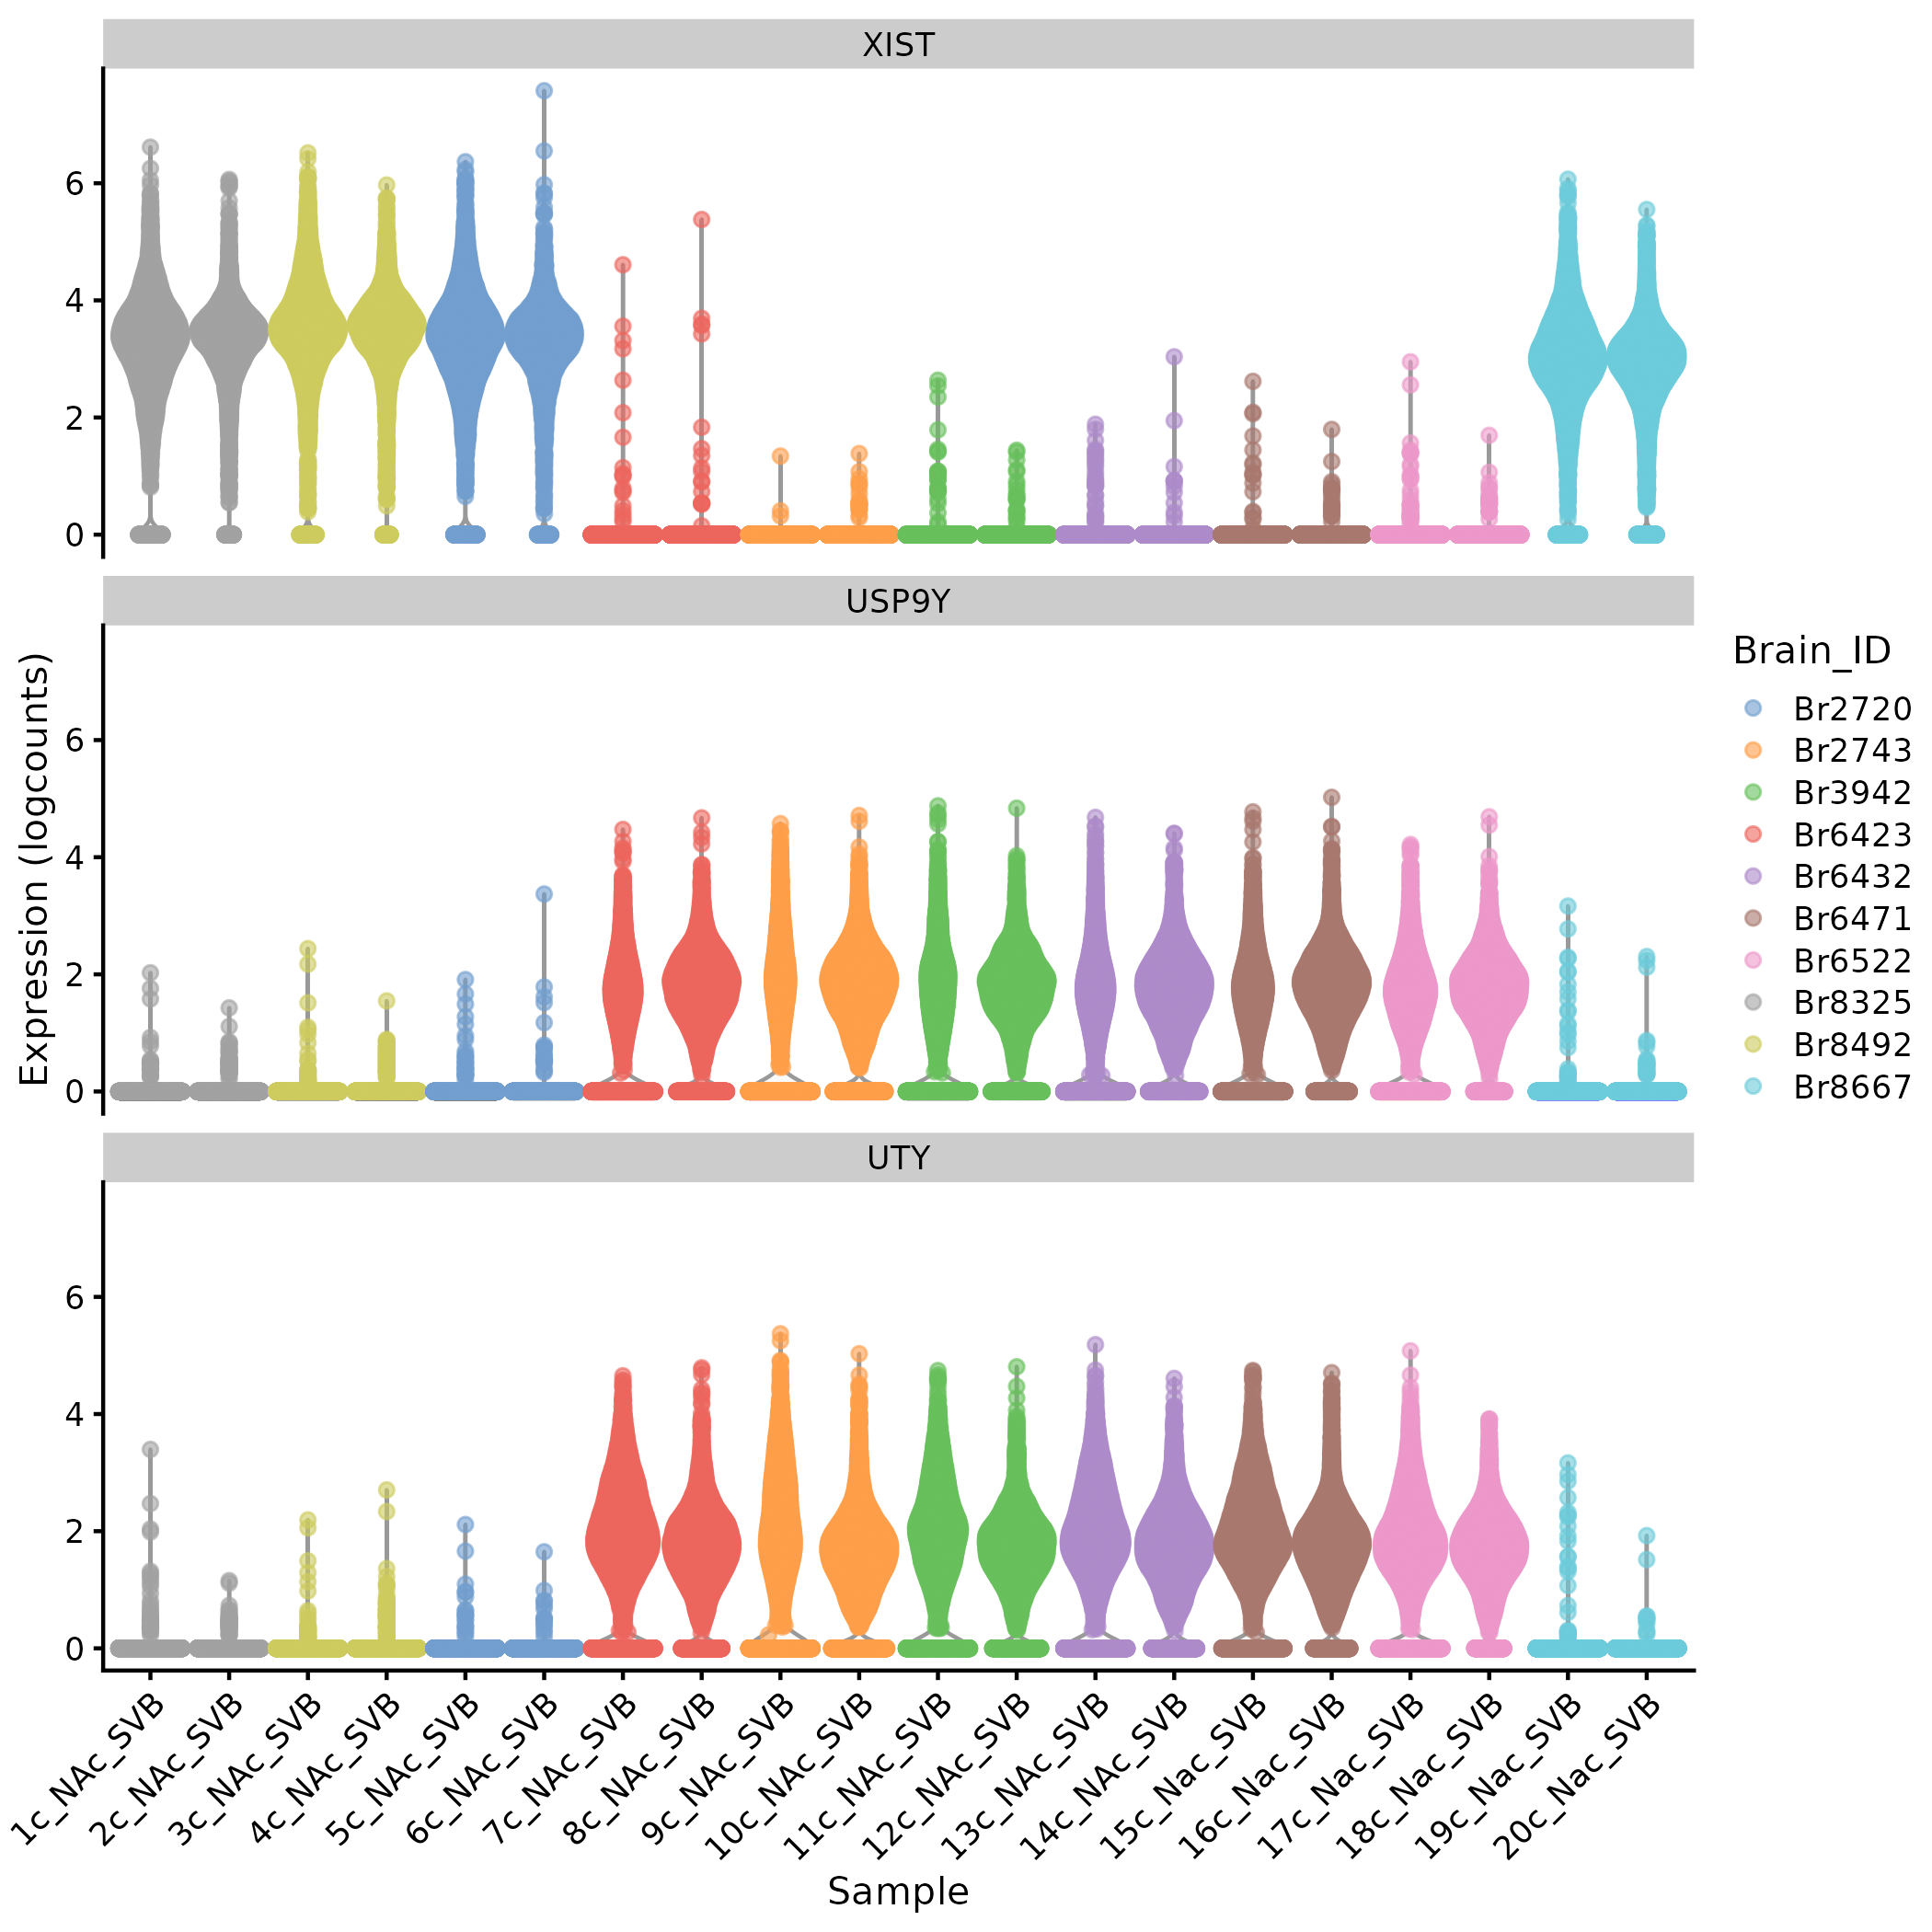 XIST
6
4
2
0
USP9Y
6
4
2
0
UTY
6
4
2
0
Expression (logcounts)
1c_NAc_SVB
2c_NAc_SVB
3c_NAc_SVB
4c_NAc_SVB
5c_NAc_SVB
6c_NAc_SVB
7c_NAc_SVB
8c_NAc_SVB
9c_NAc_SVB
10c_NAc_SVB
11c_NAc_SVB
12c_NAc_SVB
13c_NAc_SVB
14c_NAc_SVB
15c_Nac_SVB
16c_Nac_SVB
17c_Nac_SVB
18c_Nac_SVB
19c_Nac_SVB
20c_Nac_SVB
Sample
Brain_ID
Br2720
Br2743
Br3942
Br6423
Br6432
Br6471
Br6522
Br8325
Br8492
Br8667